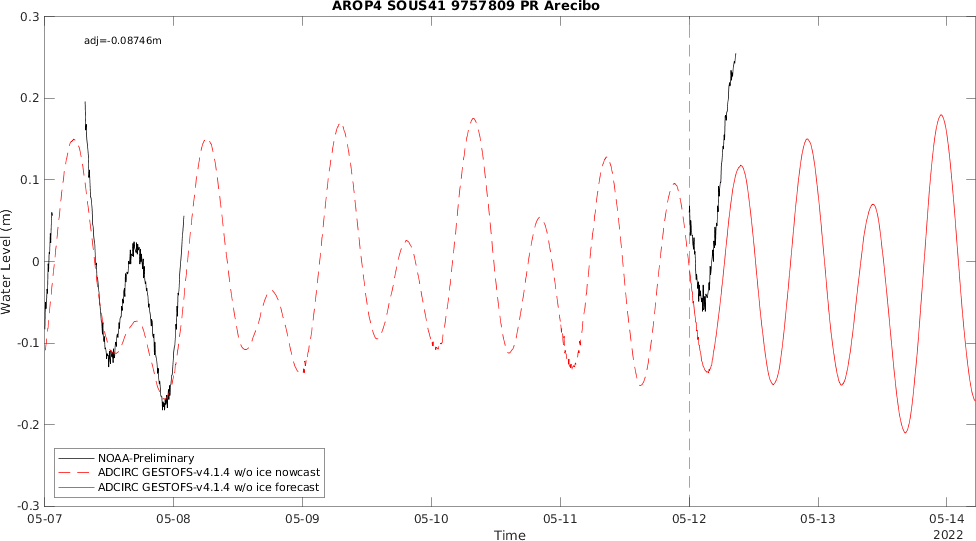 AROP4 SOUS41 9757809 PR Arecibo
adj=-0.08746m
0.3
0.2
0.1
0
-0.1
-0.2
-0.3
Water Level (m)
NOAA-Preliminary
ADCIRC GESTOFS-v4.1.4 w/o ice nowcast
ADCIRC GESTOFS-v4.1.4 w/o ice forecast
05-07 05-08 05-09 05-10 05-11 05-12 05-13 05-14
Time
2022